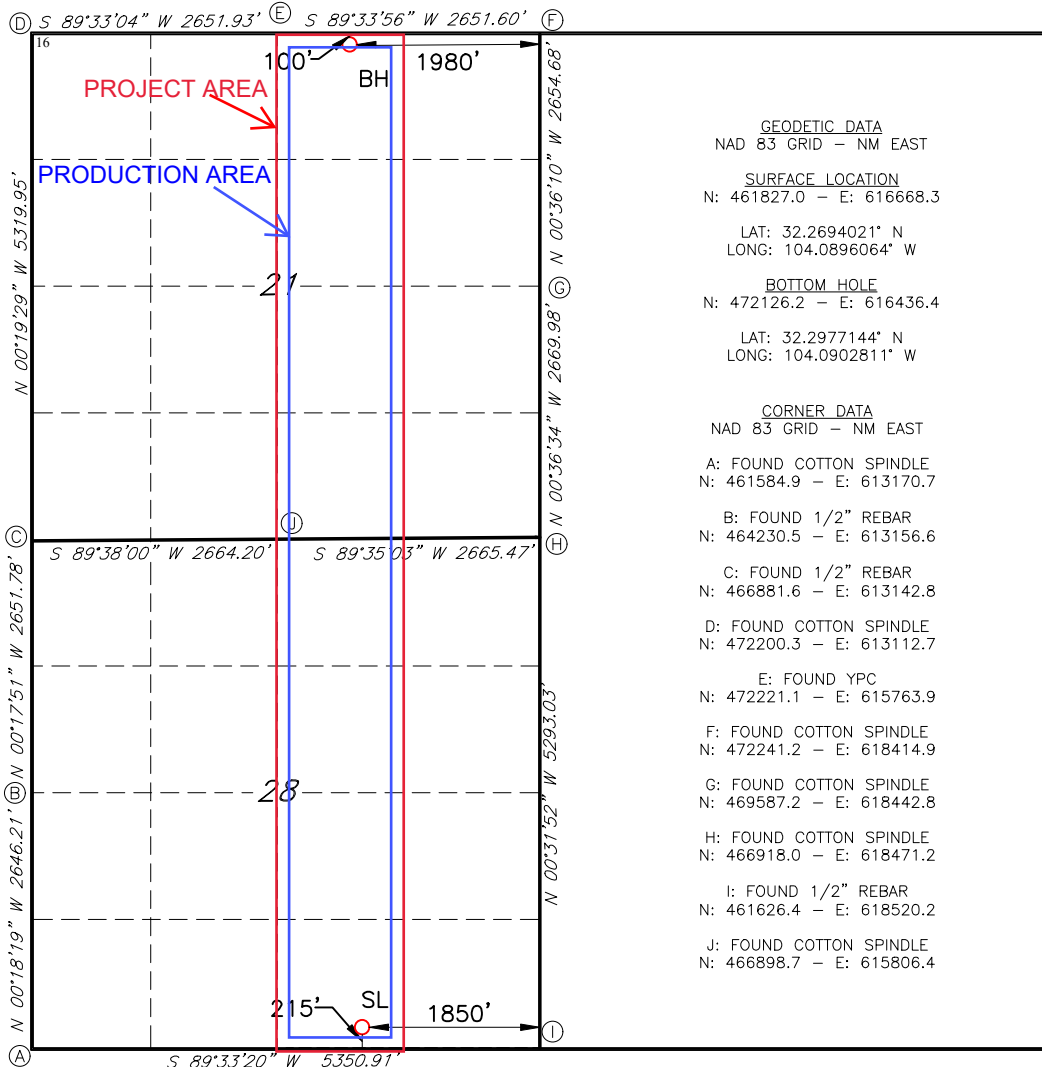 D S 89°33'04" W 2651.93' E S 89°33'56" W 2651.60' F
16
100'
1980'
BH
PROJECT AREA
PRODUCTION AREA
N 00°19'29" W 5319.95'
N 00°36'10" W 2654.68'
21
G
N 00°36'34" W 2669.98'
C
J
H
S 89°38'00" W 2664.20' S 89°35'03" W 2665.47'
N 00°17'51" W 2651.78'
N 00°31'52" W 5293.03'
B
28
N 00°18'19" W 2646.21'
215'
SL
1850'
I
A
S 89°33'20" W 5350.91'
GEODETIC DATA
NAD 83 GRID – NM EAST
SURFACE LOCATION
N: 461827.0 – E: 616668.3
LAT: 32.2694021° N
LONG: 104.0896064° W
BOTTOM HOLE
N: 472126.2 – E: 616436.4
LAT: 32.2977144° N
LONG: 104.0902811° W
CORNER DATA
NAD 83 GRID – NM EAST
A: FOUND COTTON SPINDLE
N: 461584.9 – E: 613170.7
B: FOUND 1/2" REBAR
N: 464230.5 – E: 613156.6
C: FOUND 1/2" REBAR
N: 466881.6 – E: 613142.8
D: FOUND COTTON SPINDLE
N: 472200.3 – E: 613112.7
E: FOUND YPC
N: 472221.1 – E: 615763.9
F: FOUND COTTON SPINDLE
N: 472241.2 – E: 618414.9
G: FOUND COTTON SPINDLE
N: 469587.2 – E: 618442.8
H: FOUND COTTON SPINDLE
N: 466918.0 – E: 618471.2
I: FOUND 1/2" REBAR
N: 461626.4 – E: 618520.2
J: FOUND COTTON SPINDLE
N: 466898.7 – E: 615806.4